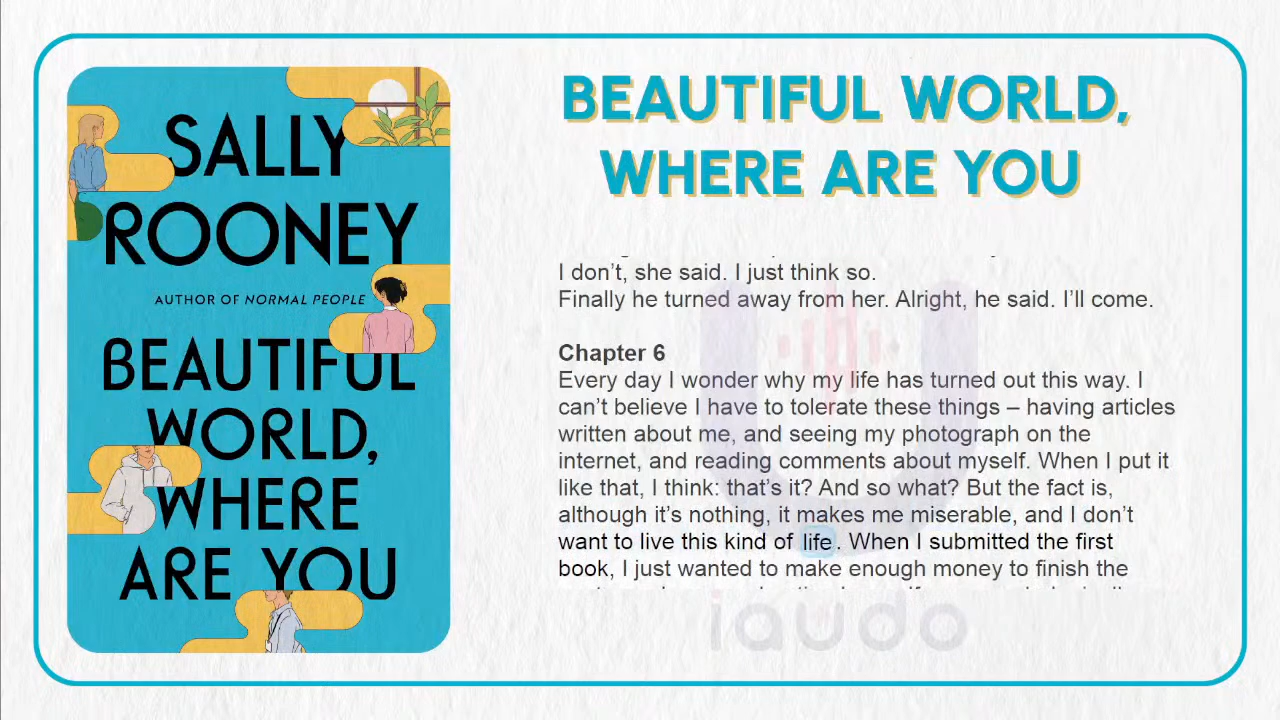 SALLY
ROONEY
AUTHOR OF NORMAL PEOPLE
BEAUTIFUL
WORLD,
WHERE
ARE YOU
BEAUTIFUL WORLD,
WHERE ARE YOU
I don’t, she said. I just think so.
Finally he turned away from her. Alright, he said. I’ll come.
Chapter 6
Every day I wonder why my life has turned out this way. I
can’t believe I have to tolerate these things – having articles
written about me, and seeing my photograph on the
internet, and reading comments about myself. When I put it
like that, I think: that’s it? And so what? But the fact is,
although it’s nothing, it makes me miserable, and I don’t
want to live this kind of life. When I submitted the first
book, I just wanted to make enough money to finish the
iaudo